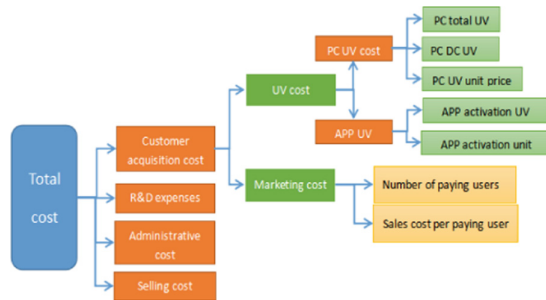 Total
cost
Customer
acquisition cost
R&D expenses
Administrative
cost
Selling cost
UV cost
Marketing cost
PC UV cost
APP UV
PC total UV
PC DC UV
PC UV unit price
APP activation UV
APP activation unit
Number of paying users
Sales cost per paying user